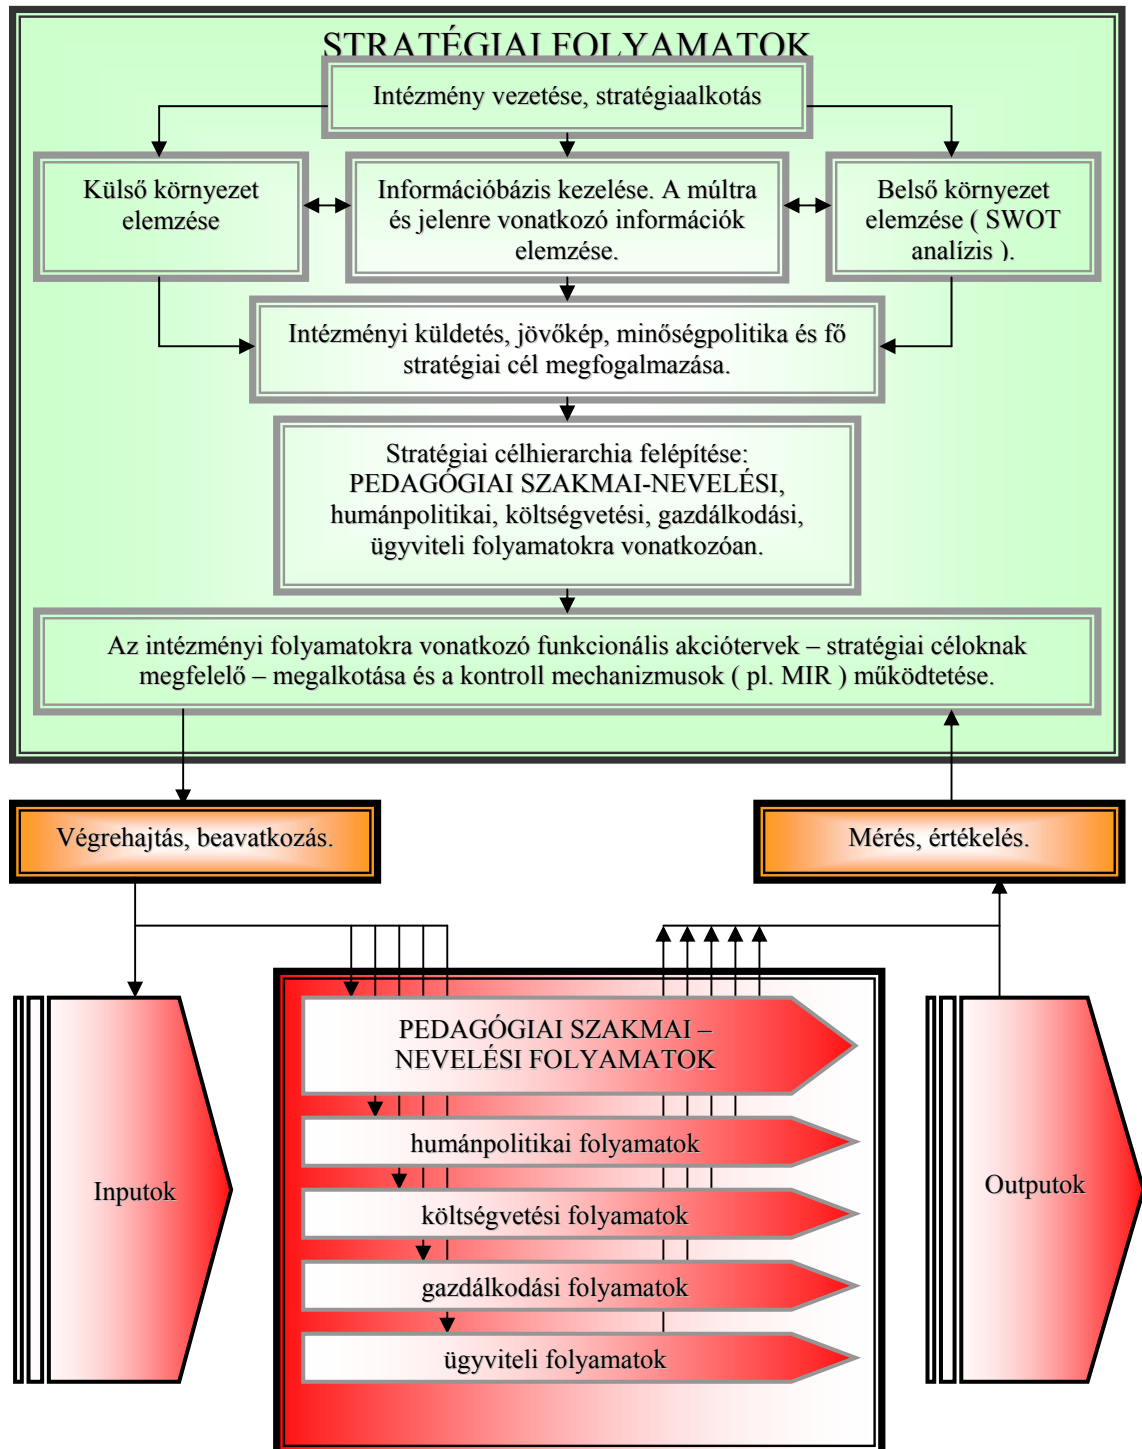 STRATÉGIAI FOLYAMATOK
Intézmény vezetése, stratégiaalkotás
Külső környezet
elemzése
Információbázis kezelése. A múltra
és jelenre vonatkozó információk
elemzése.
Belső környezet
elemzése ( SWOT
analízis ).
Intézményi küldetés, jövőkép, minőségpolitika és fő
stratégiai cél megfogalmazása.
Stratégiai célhierarchia felépítése:
PEDAGÓGIAI SZAKMAI-NEVELÉSI,
humánpolitikai, költségvetési, gazdálkodási,
ügyviteli folyamatokra vonatkozóan.
Az intézményi folyamatokra vonatkozó funkcionális akciótervek – stratégiai céloknak
megfelelő – megalkotása és a kontroll mechanizmusok ( pl. MIR ) működtetése.
Végrehajtás, beavatkozás.
Mérés, értékelés.
PEDAGÓGIAI SZAKMAI –
NEVELÉSI FOLYAMATOK
humánpolitikai folyamatok
költségvetési folyamatok
gazdálkodási folyamatok
ügyviteli folyamatok
Inputok
Outputok